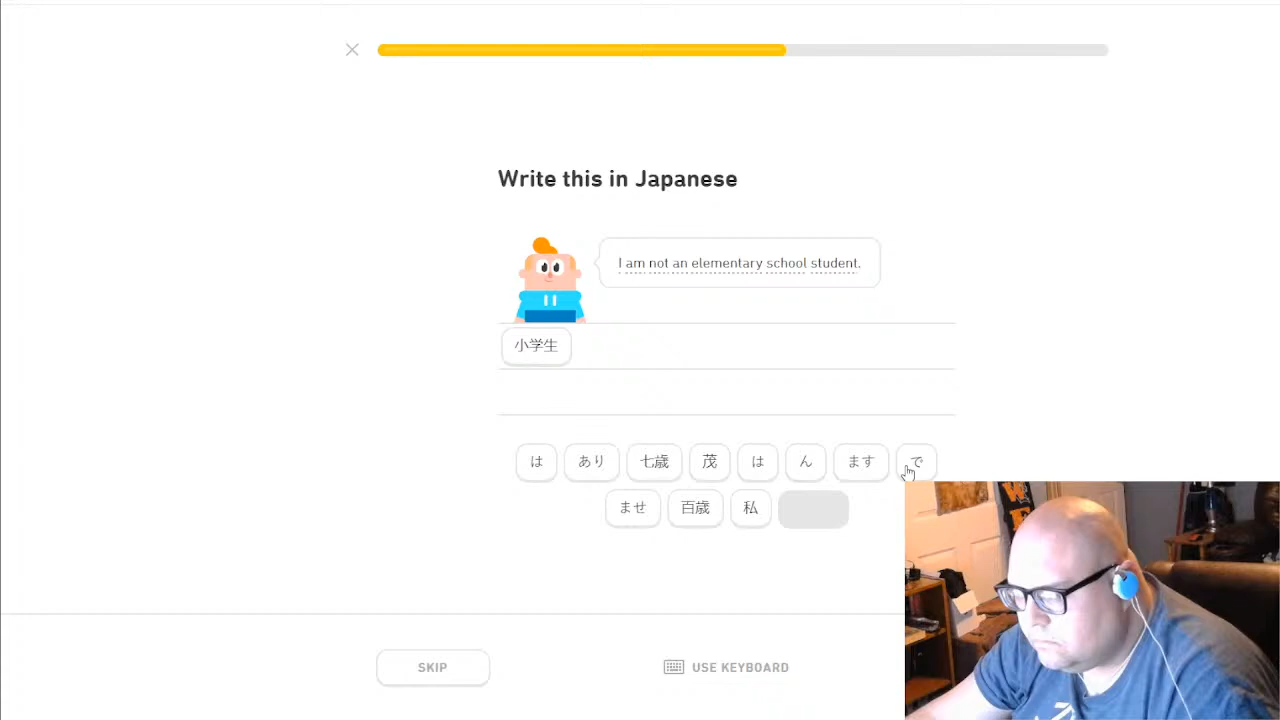 Write this in Japanese
I am not an elementary school student.
小学生
は あり 七歳 茂 は ん ます で
ませ 百歳 私
SKIP USE KEYBOARD